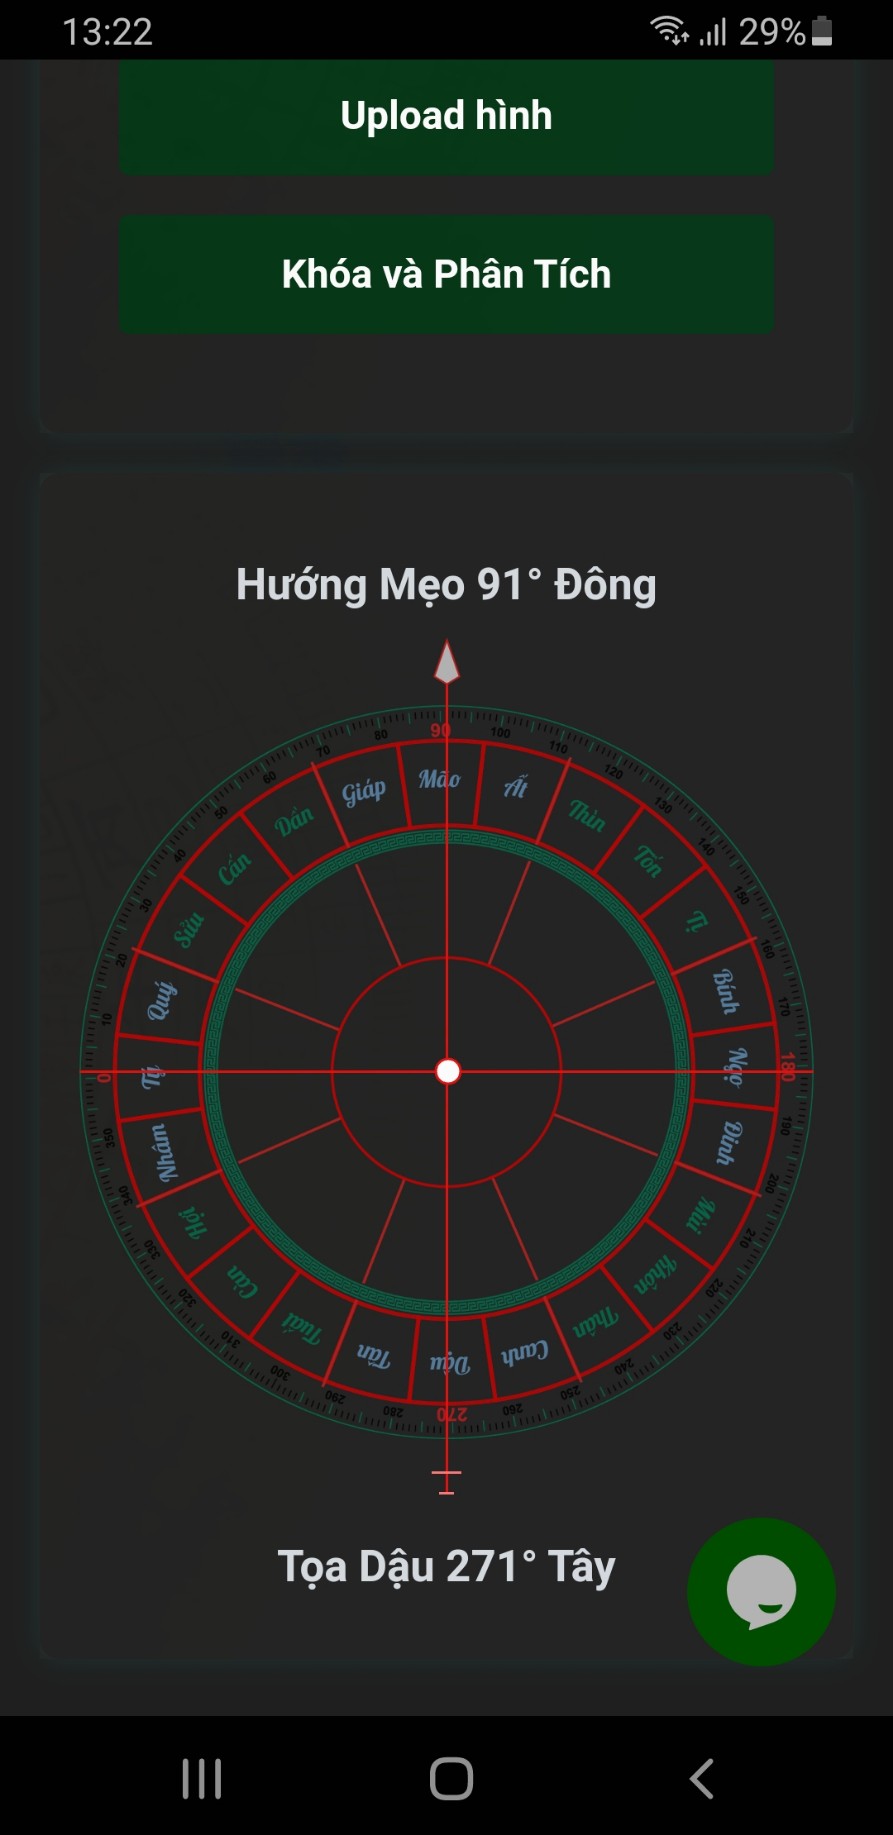 13:22
29%
Upload hình
Khóa và Phân Tích
Hướng Mẹo 91° Đông
80 90 100
70 110
60 120
50 130
40 140
30 150
20 160
10 170
0 180
350 190
340 200
330 210
320 220
310 230
300 240
290 250
280 270 260
Giáp Mão Ất
Dần Thìn
Cấn Tốn
Sửu Tị
Quý Bính
Tý Ngọ
Nhâm Đinh
Hợi Mùi
Càn Khôn
Tuất Thân
Tân Dậu Canh
Tọa Dậu 271° Tây